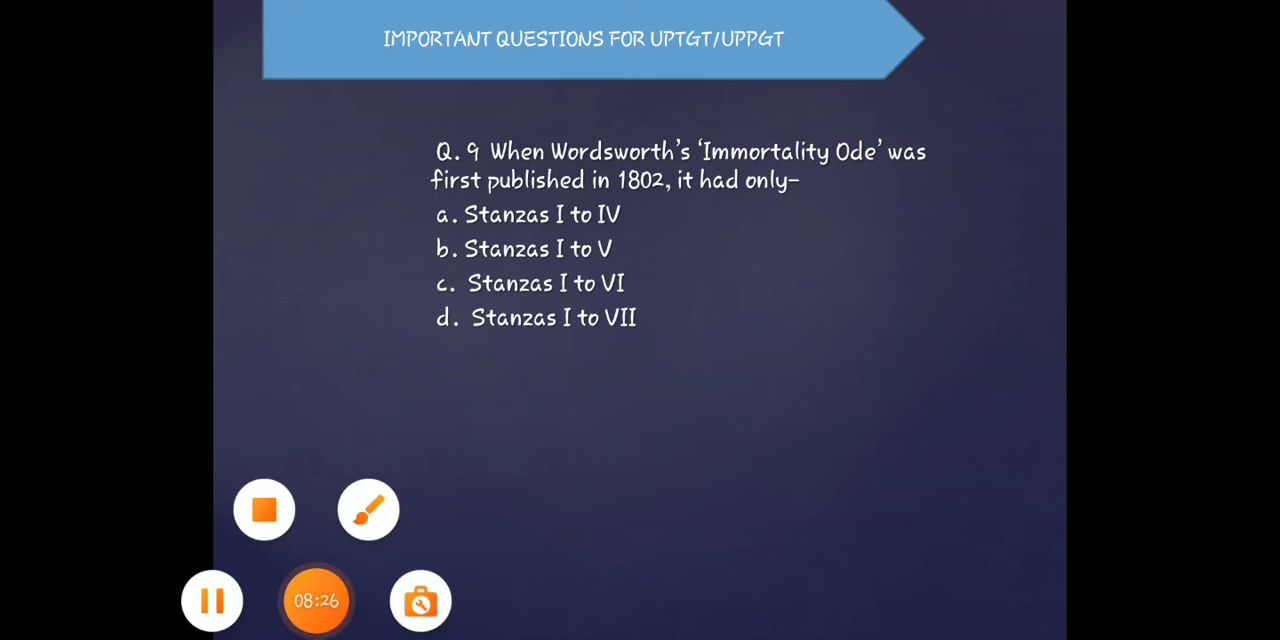 IMPORTANT QUESTIONS FOR UPTGT/UPPGT
Q. 9 When Wordsworth's 'Immortality Ode' was
first published in 1802, it had only-
a. Stanzas I to IV
b. Stanzas I to V
c. Stanzas I to VI
d. Stanzas I to VII
08:26